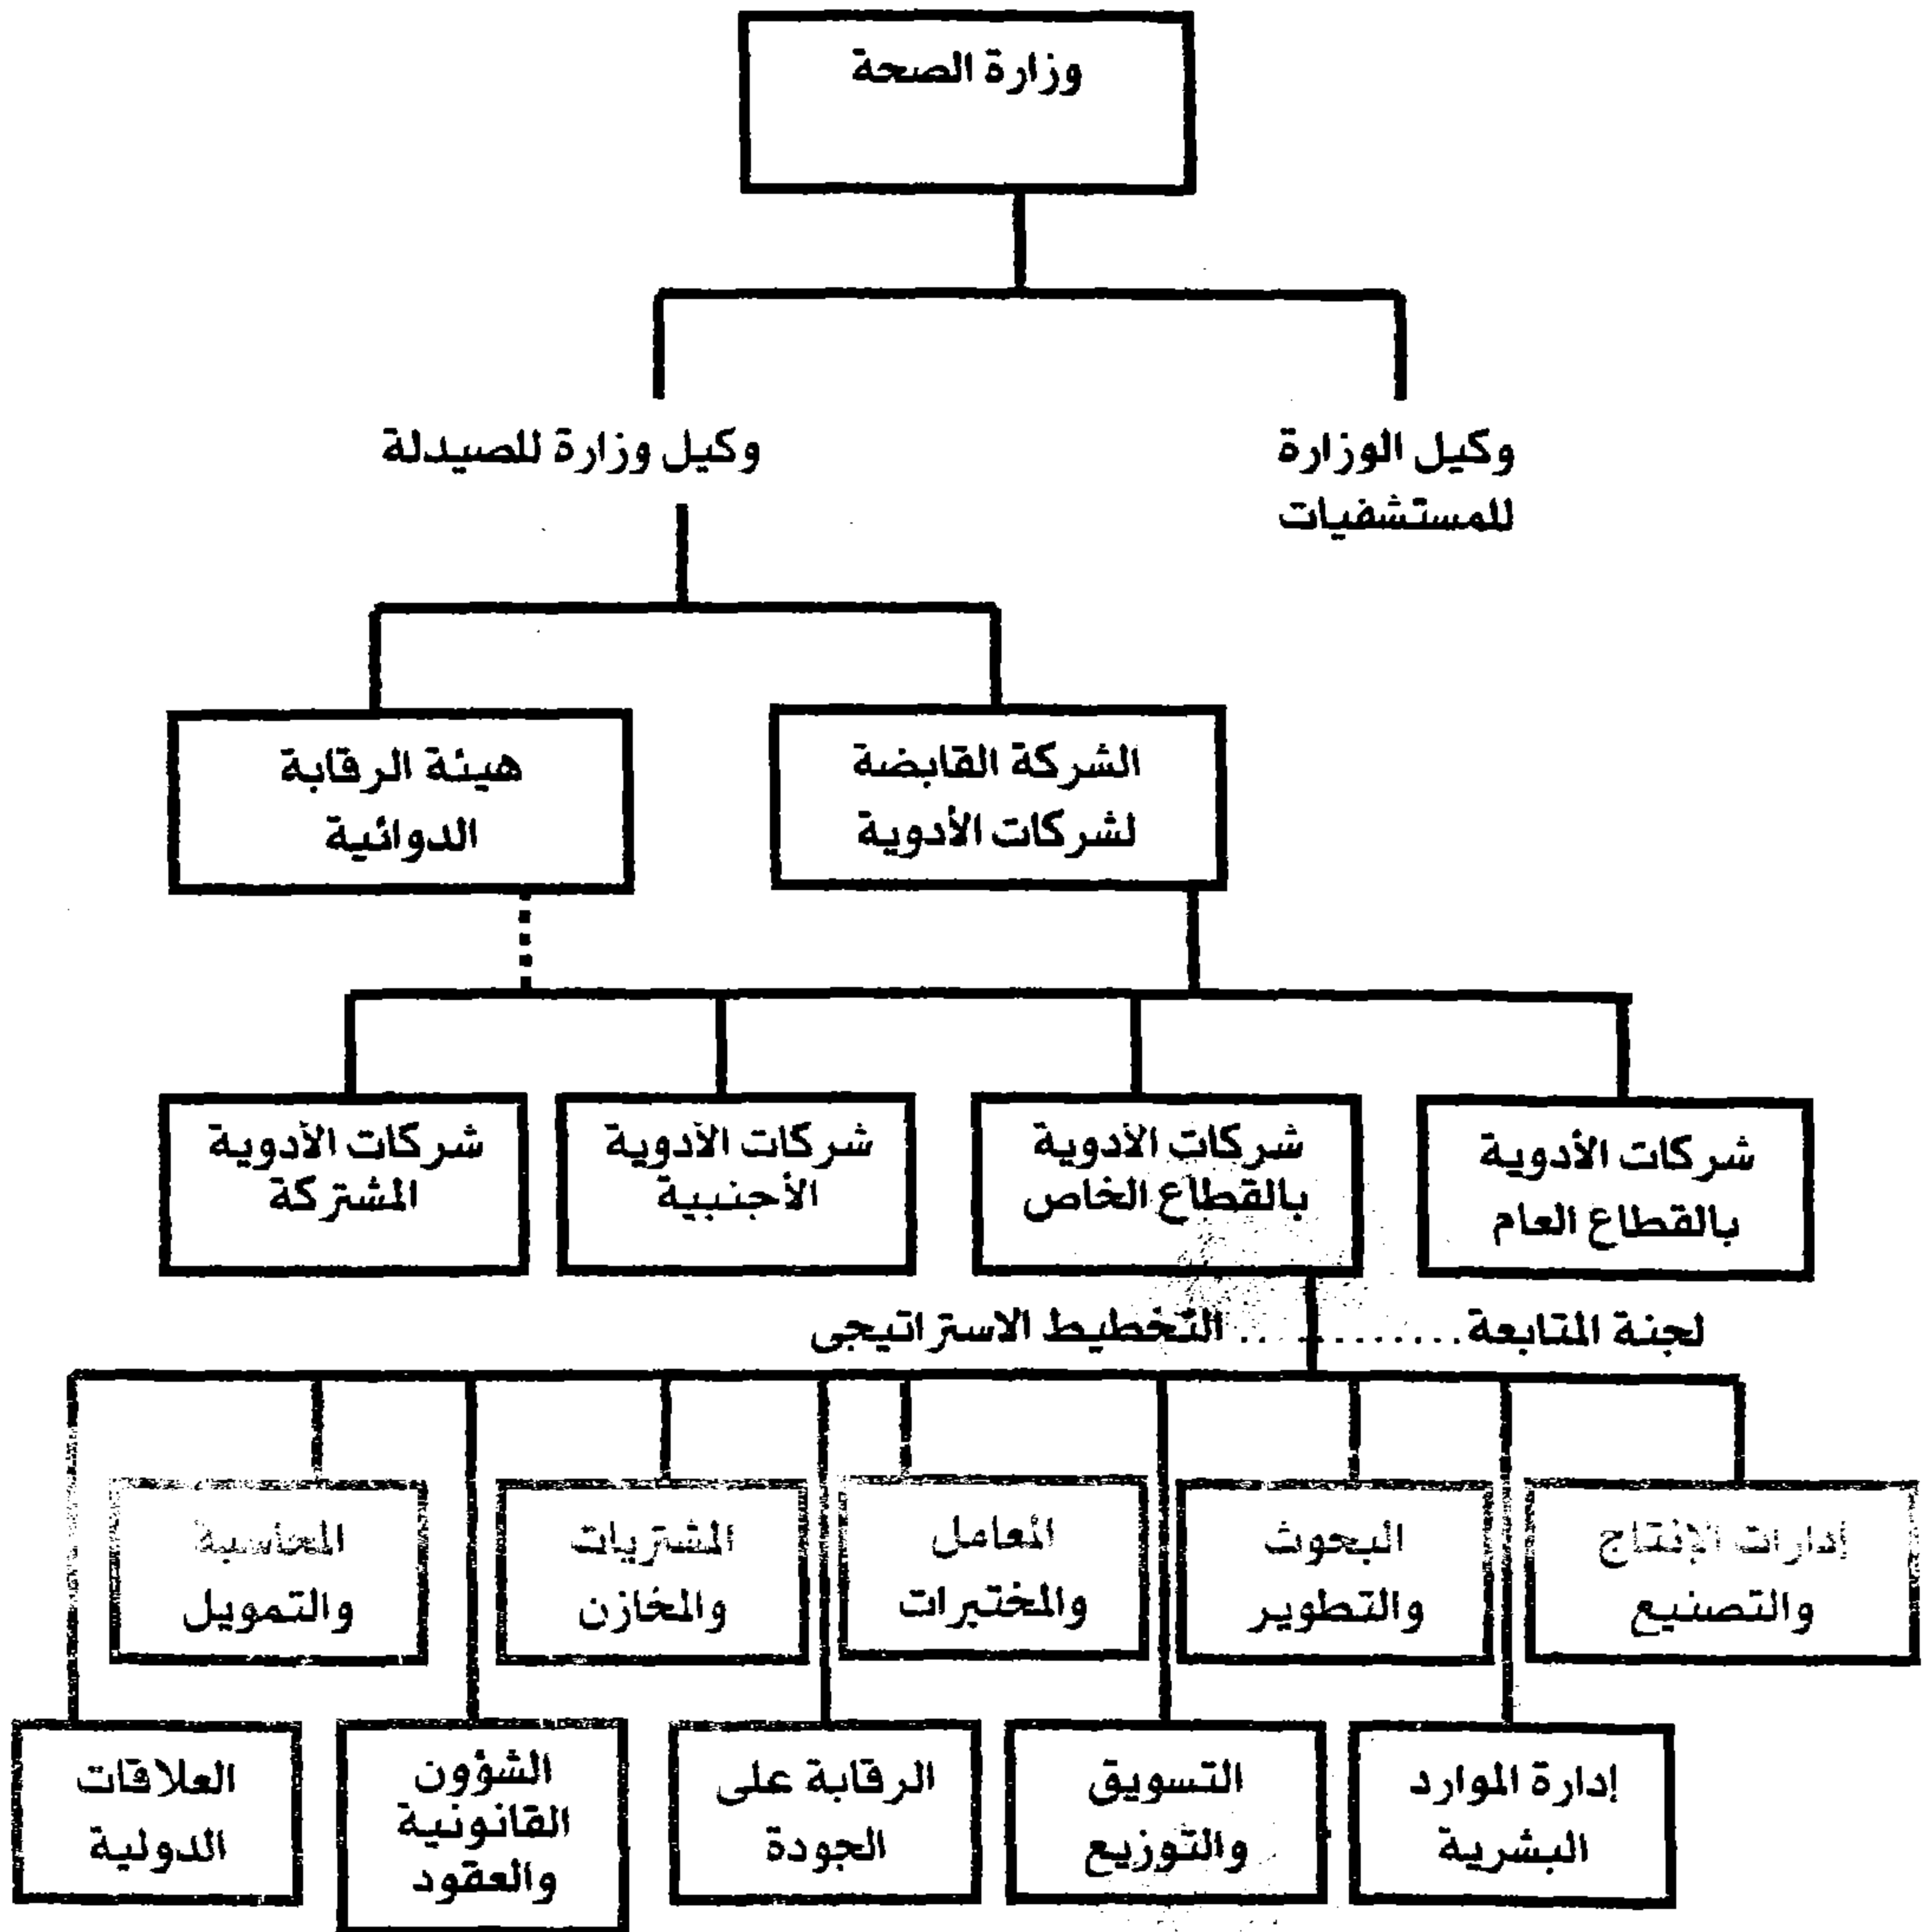 وزارة الصحة
وكيل الوزارة
للمستشفيات
وكيل وزارة للصيدلة
الشركة القابضة
لشركات الأدوية
هيئة الرقابة
الدوائية
شركات الأدوية
بالقطاع العام
شركات الأدوية
بالقطاع الخاص
شركات الأدوية
الأجنبية
شركات الأدوية
المشتركة
لجنة المتابعة............. التخطيط الاستراتيجى
إدارات الإنتاج
والتصنيع
البحوث
والتطوير
المعامل
والمختبرات
المشتريات
والمخازن
المحاسبة
والتمويل
إدارة الموارد
البشرية
التسويق
والتوزيع
الرقابة على
الجودة
الشؤون
القانونية
والعقود
العلاقات
الدولية